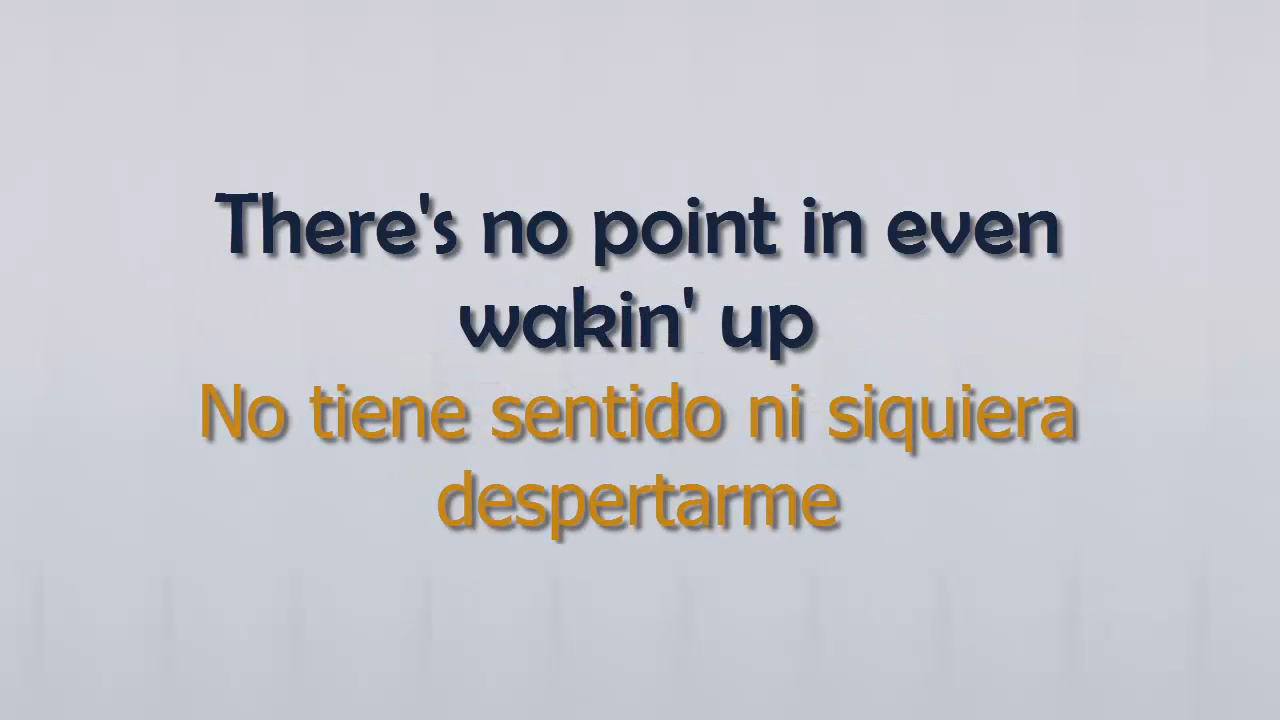 There's no point in even
wakin' up
No tiene sentido ni siquiera
despertarme